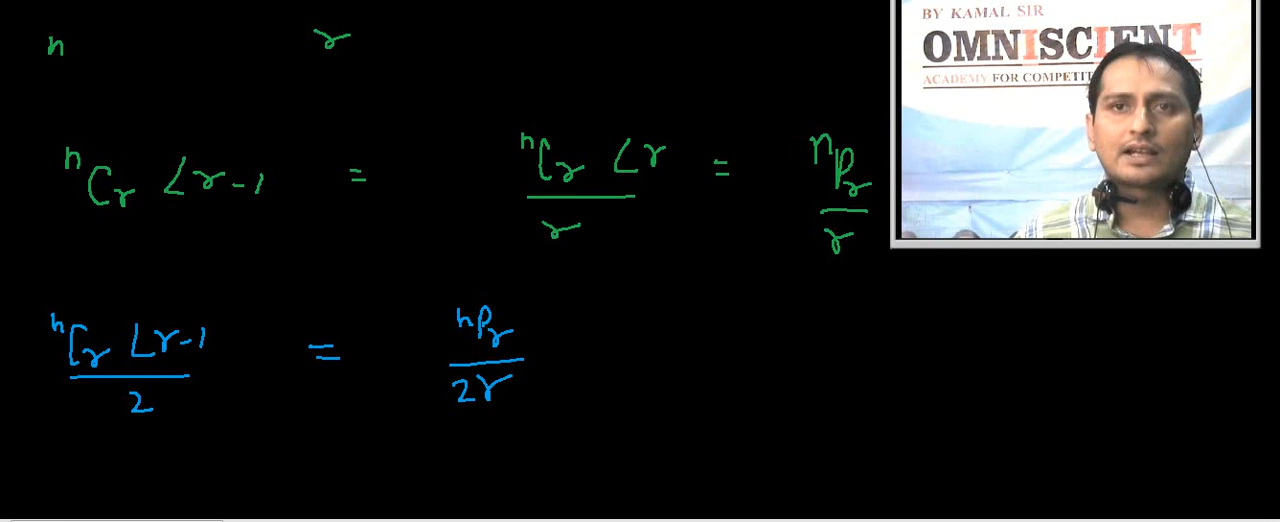 BY KAMAL SIR
OMNISCIENT
ACADEMY FOR COMPETIT
n r
ⁿCᵣ ∠r-1 = ⁿCᵣ ∠r / r = ⁿPᵣ / r
ⁿCᵣ ∠r-1 / 2 = ⁿPᵣ / 2r